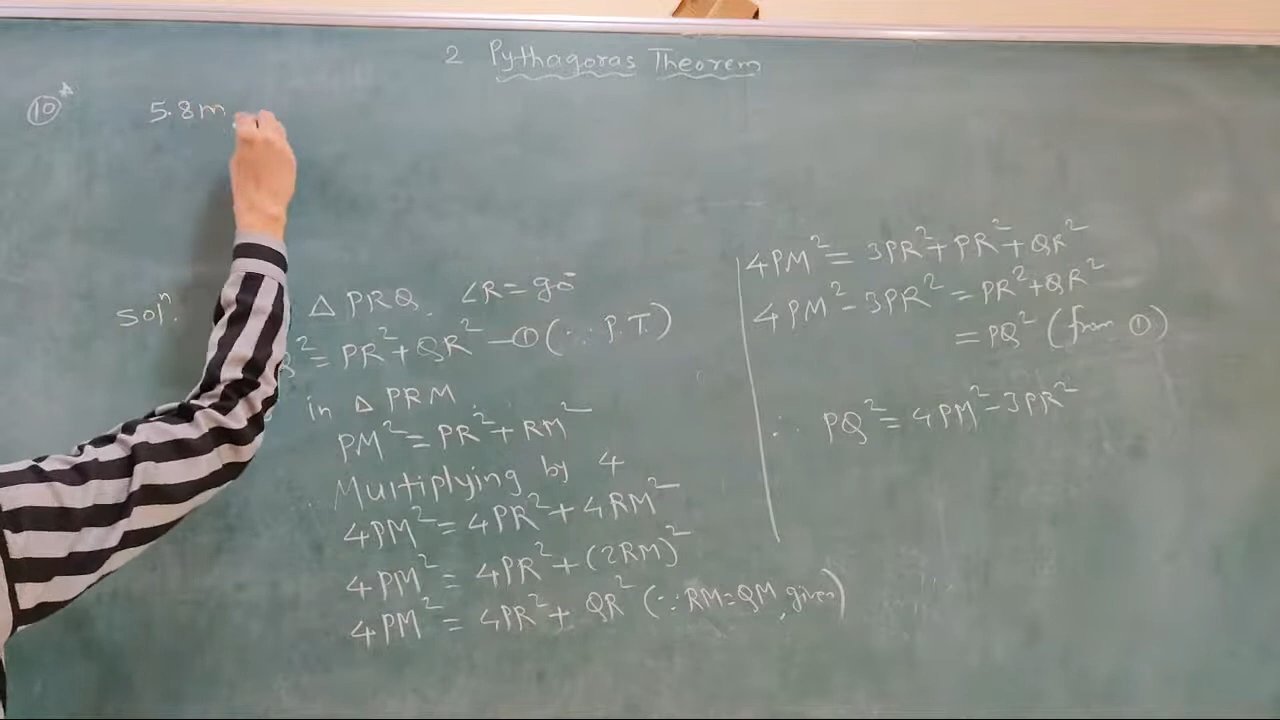 2 Pythagoras Theorem
10*
5.8m
Solⁿ.
△ PRQ, ∠R = 90°
Q² = PR² + QR² —① (∵ P.T.)
in △ PRM
PM² = PR² + RM²
Multiplying by 4
4PM² = 4PR² + 4RM²
4PM² = 4PR² + (2RM)²
4PM² = 4PR² + QR² (∵ RM=QM, given)
4PM² = 3PR² + PR² + QR²
4PM² - 3PR² = PR² + QR²
= PQ² (from ①)
∴ PQ² = 4PM² - 3PR²